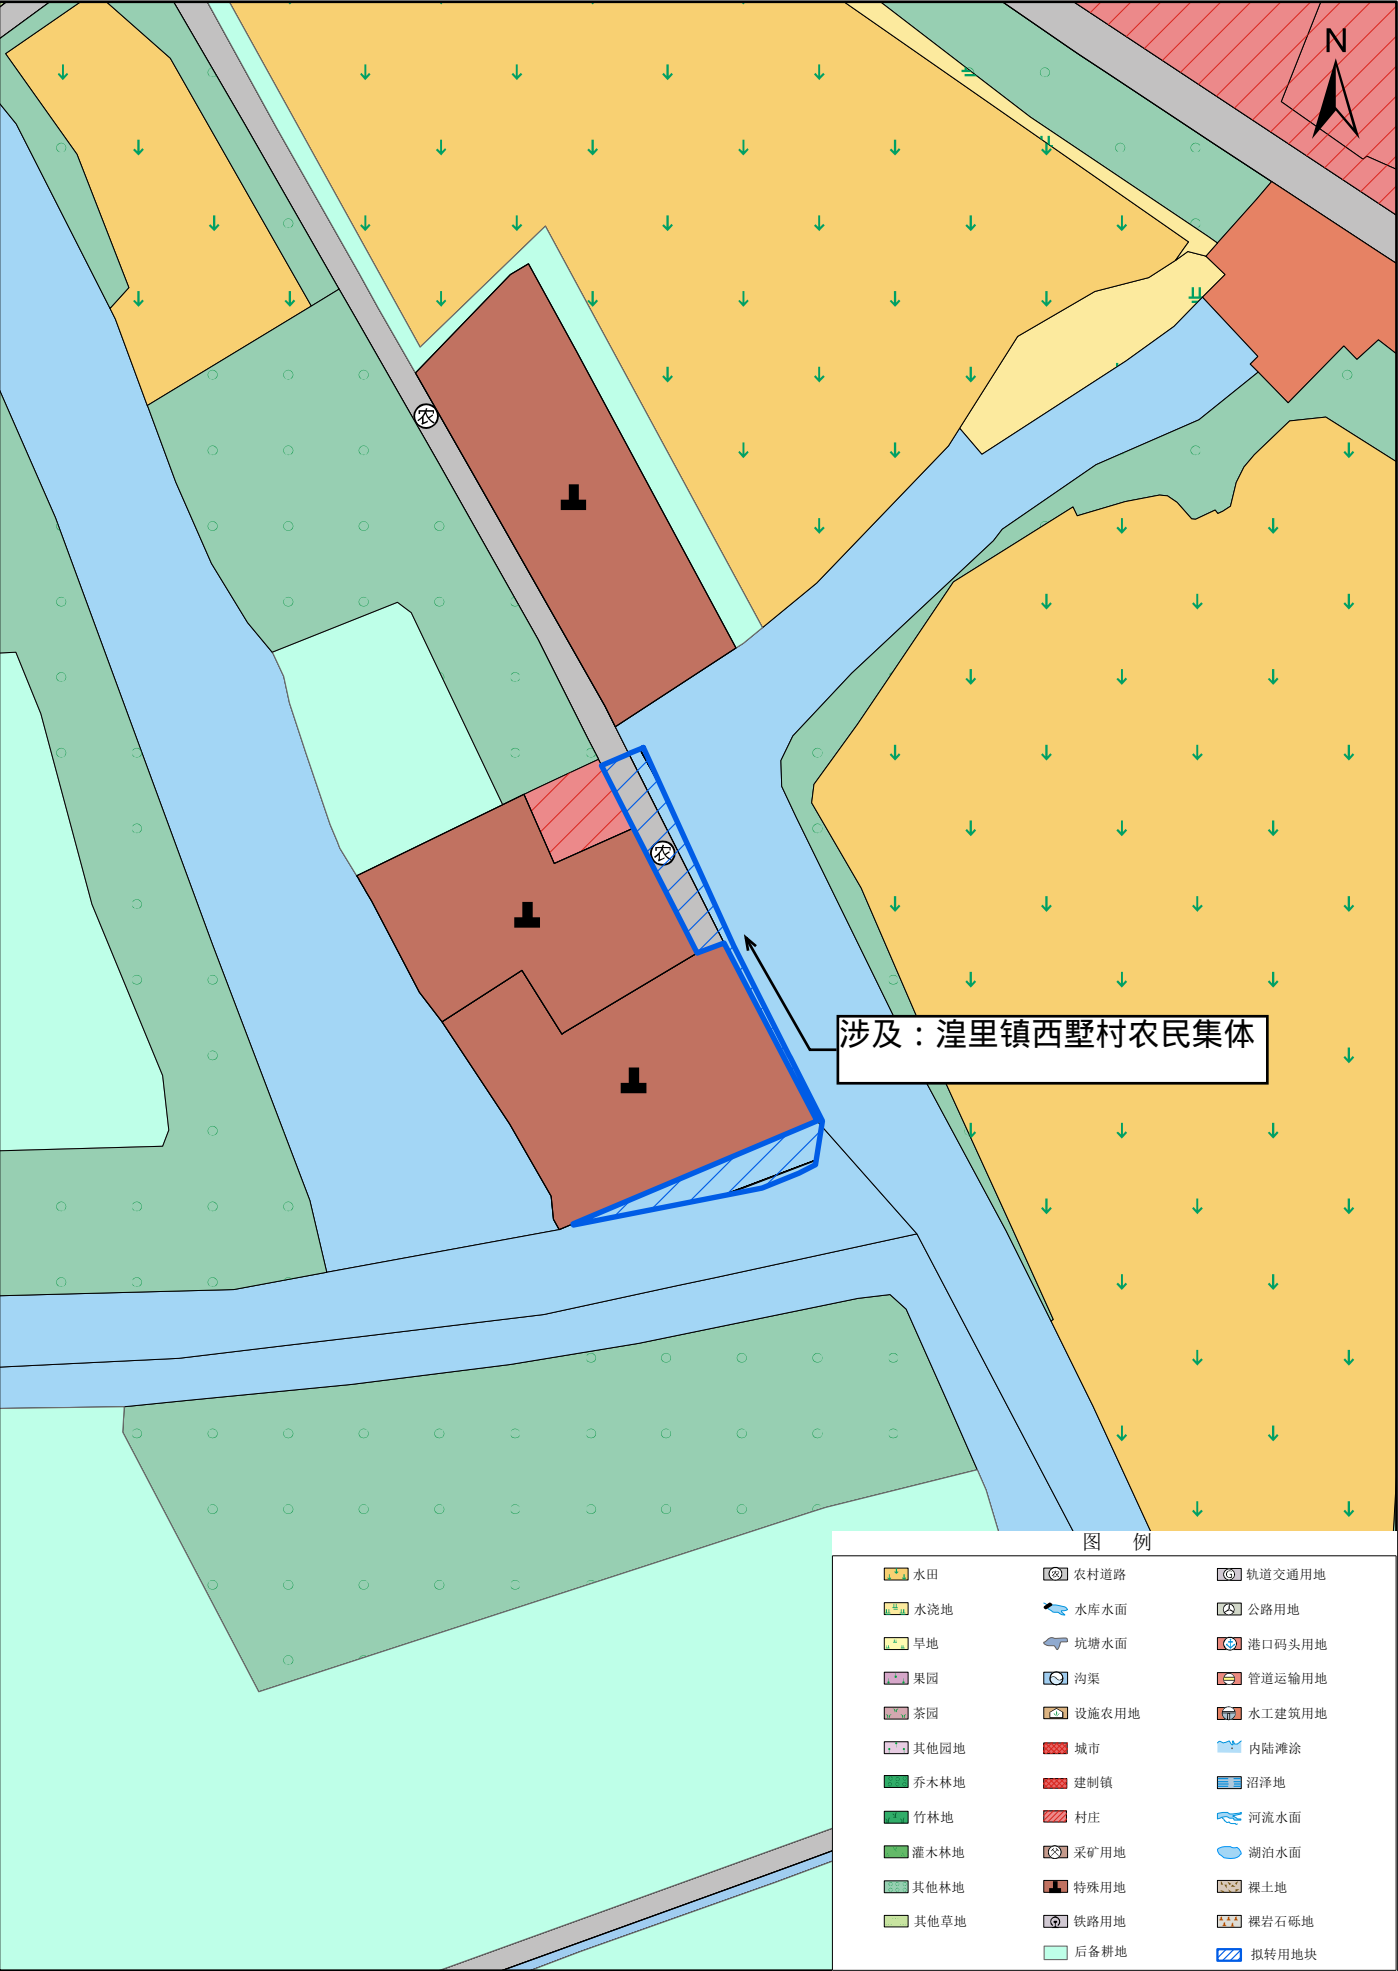 N
农
农
涉及：湟里镇西墅村农民集体
图 例
水田
农村道路
轨道交通用地
水浇地
水库水面
公路用地
旱地
坑塘水面
港口码头用地
果园
沟渠
管道运输用地
茶园
设施农用地
水工建筑用地
其他园地
城市
内陆滩涂
乔木林地
建制镇
沼泽地
竹林地
村庄
河流水面
灌木林地
采矿用地
湖泊水面
其他林地
特殊用地
裸土地
其他草地
铁路用地
裸岩石砾地
后备耕地
拟转用地块